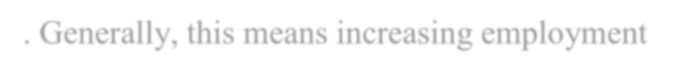 . Generally, this means increasing employment